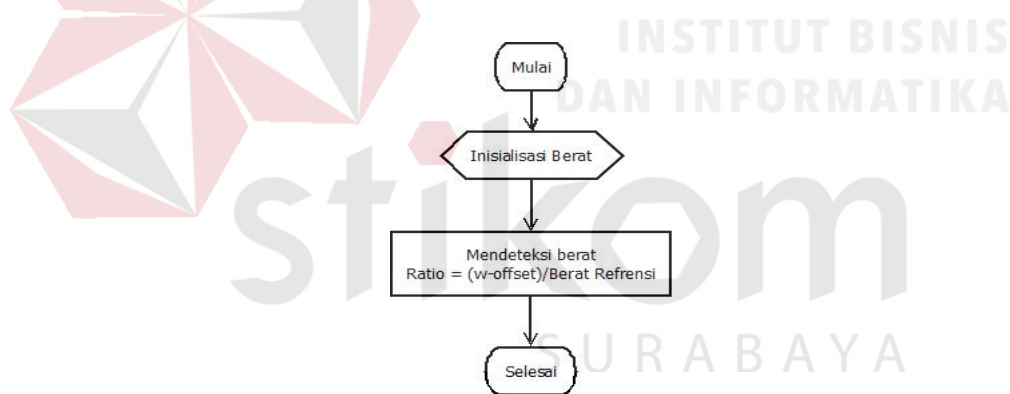 INSTITUT BISNIS
DAN INFORMATIKA
stikom
SURABAYA
Mulai
Inisialisasi Berat
Mendeteksi berat
Ratio = (w-offset)/Berat Refrensi
Selesai